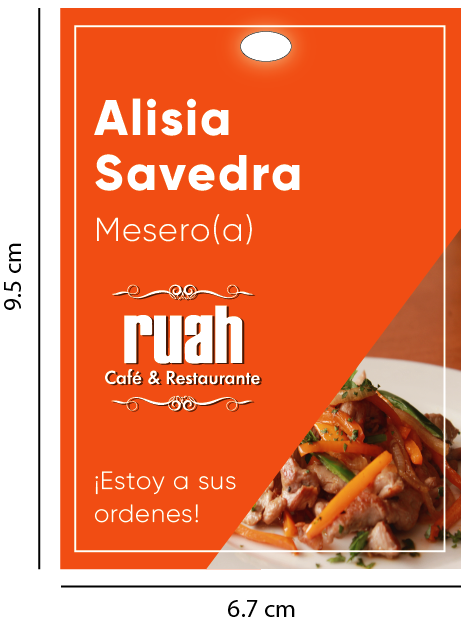 Alisia
Savedra
Mesero(a)
ruah
Café & Restaurante
¡Estoy a sus
ordenes!
9.5 cm
6.7 cm